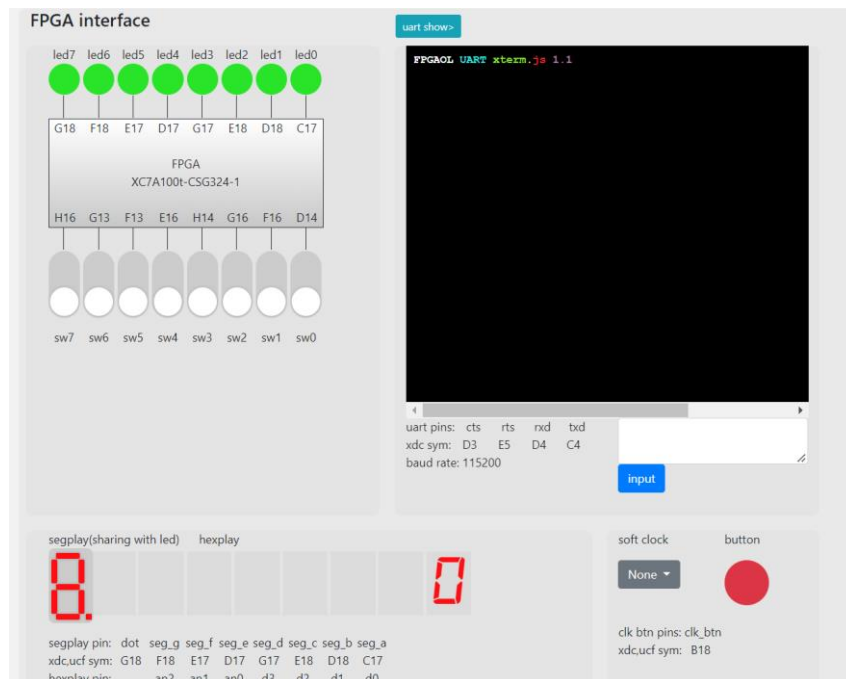 FPGA interface
uart show>
led7 led6 led5 led4 led3 led2 led1 led0
G18 F18 E17 D17 G17 E18 D18 C17
FPGA
XC7A100t-CSG324-1
H16 G13 F13 E16 H14 G16 F16 D14
sw7 sw6 sw5 sw4 sw3 sw2 sw1 sw0
FPGAOL UART xterm.js 1.1
uart pins: cts rts rxd txd
xdc sym: D3 E5 D4 C4
baud rate: 115200
input
segplay(sharing with led) hexplay
8. 0
segplay pin: dot seg_g seg_f seg_e seg_d seg_c seg_b seg_a
xdc,ucf sym: G18 F18 E17 D17 G17 E18 D18 C17
hexplay pin: an2 an1 an0 d3 d2 d1 d0
soft clock button
None
clk btn pins: clk_btn
xdc,ucf sym: B18